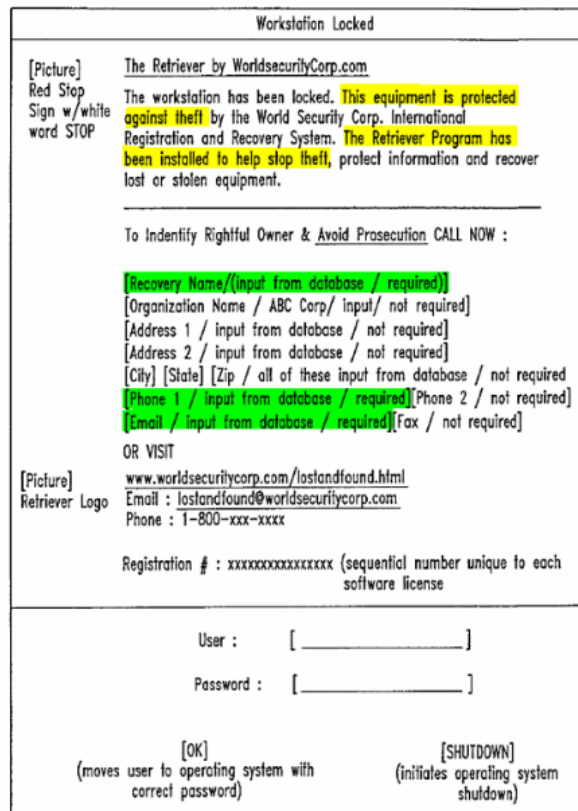 Workstation Locked
[Picture]
Red Stop
Sign w/white
word STOP
The Retriever by WorldsecurityCorp.com
The workstation has been locked. This equipment is protected
against theft by the World Security Corp. International
Registration and Recovery System. The Retriever Program has
been installed to help stop theft, protect information and recover
lost or stolen equipment.
To Indentify Rightful Owner & Avoid Prosecution CALL NOW :
[Recovery Name/(input from database / required)]
[Organization Name / ABC Corp/ input/ not required]
[Address 1 / input from database / not required]
[Address 2 / input from database / not required]
[City] [State] [Zip / all of these input from database / not required
[Phone 1 / input from database / required][Phone 2 / not required]
[Email / input from database / required][Fax / not required]
OR VISIT
[Picture]
Retriever Logo
www.worldsecuritycorp.com/lostandfound.html
Email : lostandfound@worldsecuritycorp.com
Phone : 1-800-xxx-xxxx
Registration # : xxxxxxxxxxxxxxxx (sequential number unique to each
software license
User : [ ]
Password : [ ]
[OK]
(moves user to operating system with
correct password)
[SHUTDOWN]
(initiates operating system
shutdown)